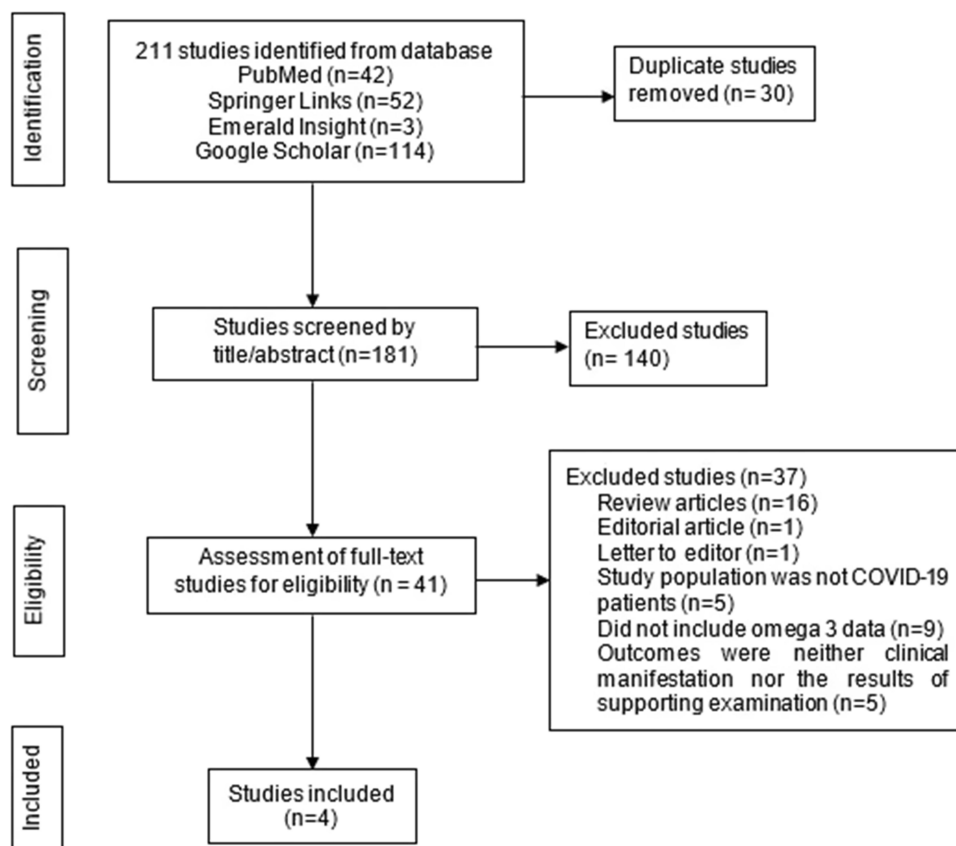 Identification
211 studies identified from database
PubMed (n=42)
Springer Links (n=52)
Emerald Insight (n=3)
Google Scholar (n=114)
Duplicate studies
removed (n= 30)
Screening
Studies screened by
title/abstract (n=181)
Excluded studies
(n= 140)
Eligibility
Assessment of full-text
studies for eligibility (n = 41)
Excluded studies (n=37)
Review articles (n=16)
Editorial article (n=1)
Letter to editor (n=1)
Study population was not COVID-19
patients (n=5)
Did not include omega 3 data (n=9)
Outcomes were neither clinical
manifestation nor the results of
supporting examination (n=5)
Included
Studies included
(n=4)